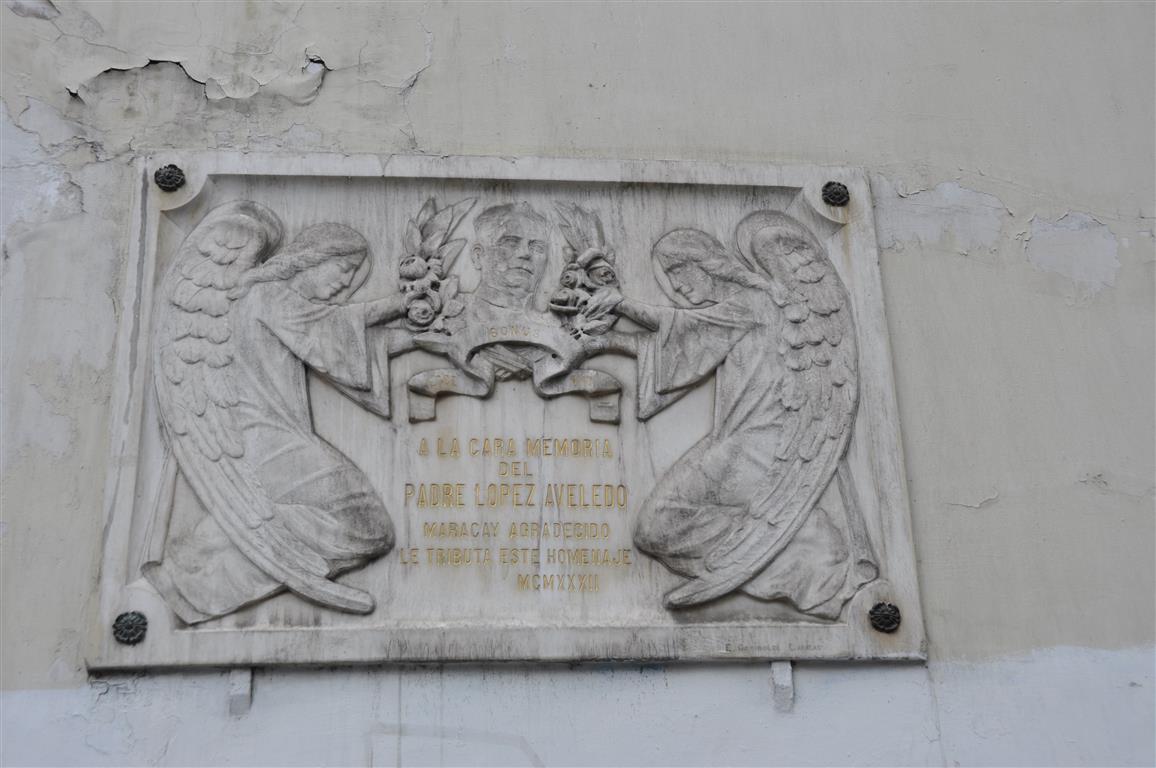 BONUS
A LA CARA MEMORIA
DEL
PADRE LOPEZ AVELEDO
MARACAY AGRADECIDO
LE TRIBUTA ESTE HOMENAJE
MCMXXXII